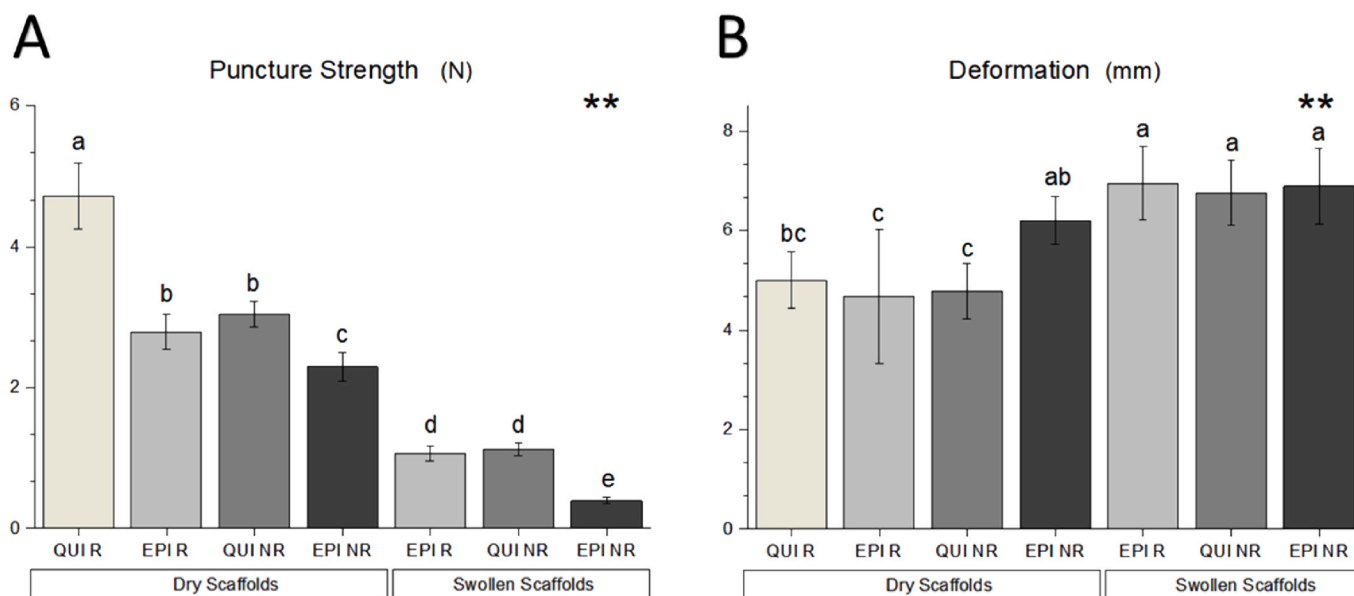 A
Puncture Strength (N)
**
6
4
2
0
a
b
b
c
d
d
e
QUI R EPI R QUI NR EPI NR EPI R QUI NR EPI NR
Dry Scaffolds Swollen Scaffolds
B
Deformation (mm)
**
8
6
4
2
0
bc
c
c
ab
a
a
a
QUI R EPI R QUI NR EPI NR EPI R QUI NR EPI NR
Dry Scaffolds Swollen Scaffolds